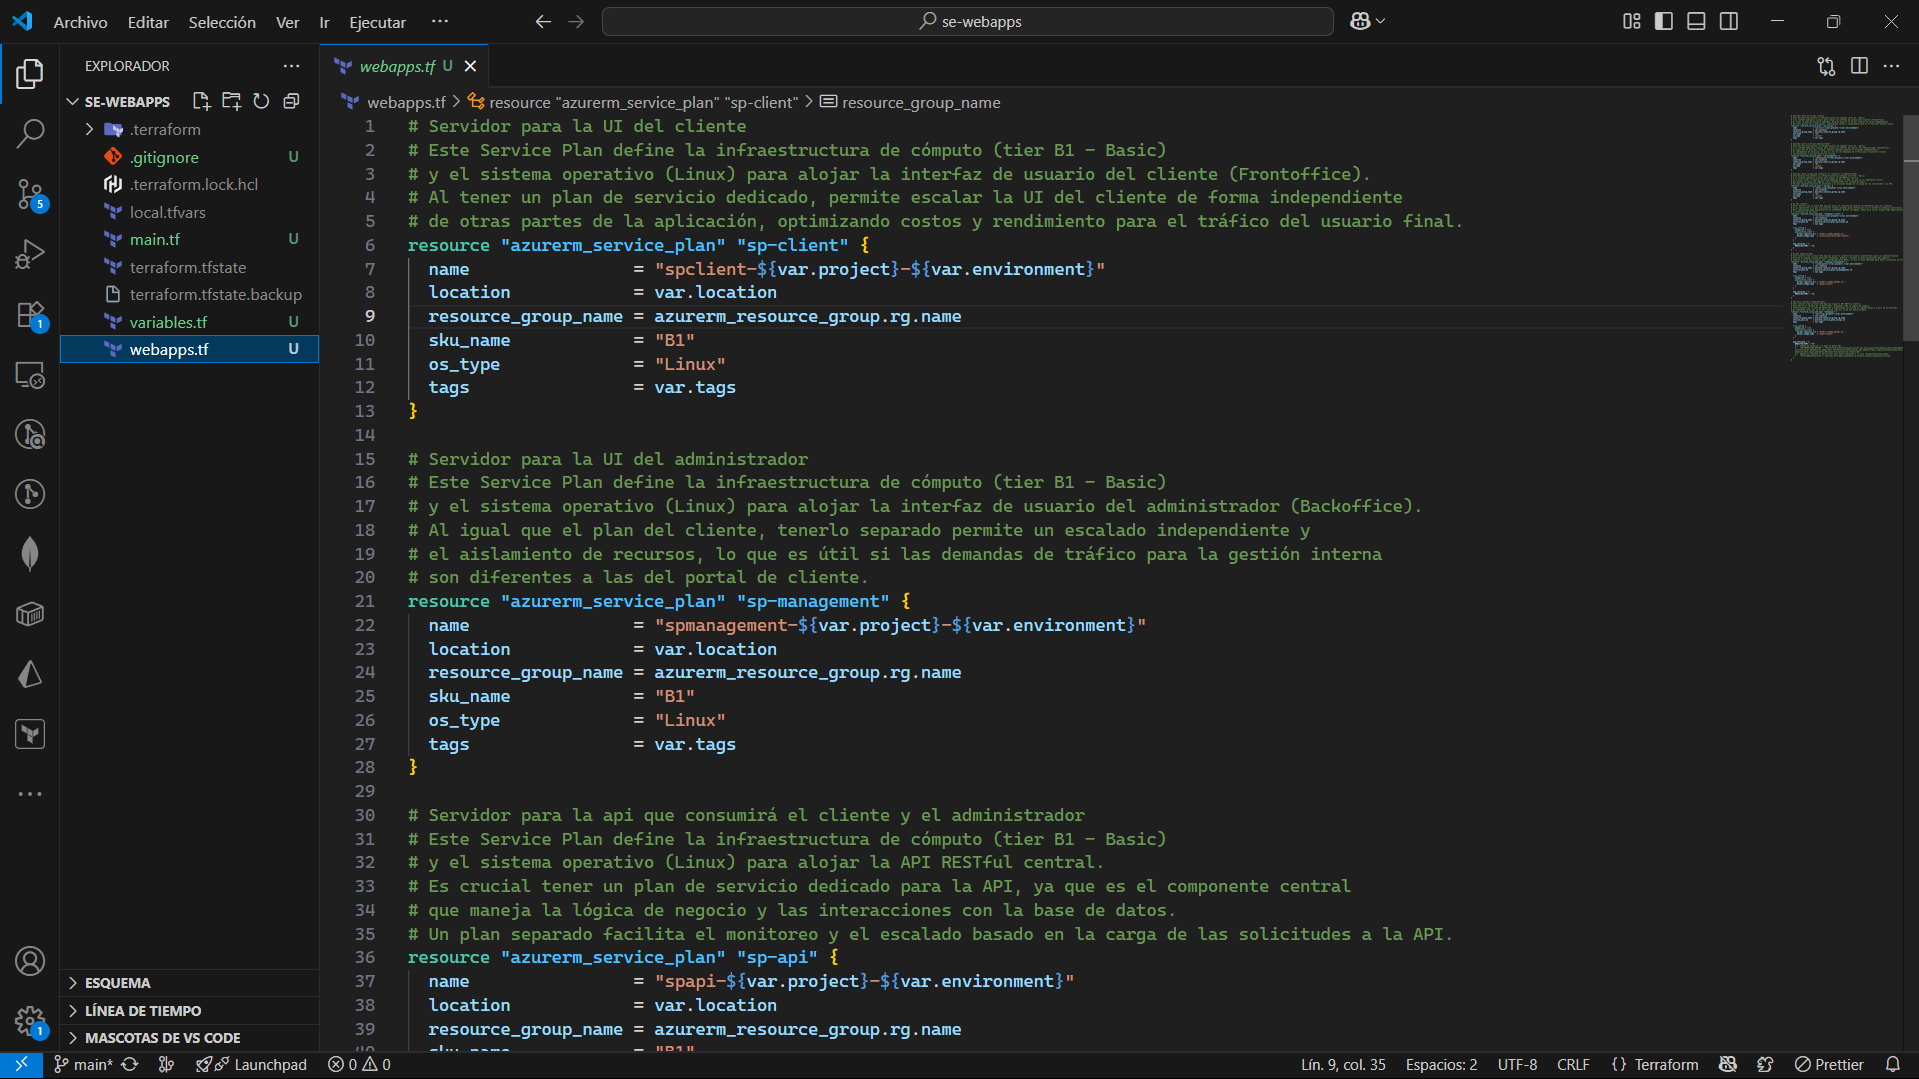 Archivo Editar Selección Ver Ir Ejecutar ···
se-webapps
EXPLORADOR ···
SE-WEBAPPS
.terraform
.gitignore U
.terraform.lock.hcl
local.tfvars
main.tf U
terraform.tfstate
terraform.tfstate.backup
variables.tf U
webapps.tf U
ESQUEMA
LÍNEA DE TIEMPO
MASCOTAS DE VS CODE
5
1
1
webapps.tf U
webapps.tf > resource "azurerm_service_plan" "sp-client" > resource_group_name
1 # Servidor para la UI del cliente
2 # Este Service Plan define la infraestructura de cómputo (tier B1 - Basic)
3 # y el sistema operativo (Linux) para alojar la interfaz de usuario del cliente (Frontoffice).
4 # Al tener un plan de servicio dedicado, permite escalar la UI del cliente de forma independiente
5 # de otras partes de la aplicación, optimizando costos y rendimiento para el tráfico del usuario final.
6 resource "azurerm_service_plan" "sp-client" {
7 name = "spclient-${var.project}-${var.environment}"
8 location = var.location
9 resource_group_name = azurerm_resource_group.rg.name
10 sku_name = "B1"
11 os_type = "Linux"
12 tags = var.tags
13 }
14
15 # Servidor para la UI del administrador
16 # Este Service Plan define la infraestructura de cómputo (tier B1 - Basic)
17 # y el sistema operativo (Linux) para alojar la interfaz de usuario del administrador (Backoffice).
18 # Al igual que el plan del cliente, tenerlo separado permite un escalado independiente y
19 # el aislamiento de recursos, lo que es útil si las demandas de tráfico para la gestión interna
20 # son diferentes a las del portal de cliente.
21 resource "azurerm_service_plan" "sp-management" {
22 name = "spmanagement-${var.project}-${var.environment}"
23 location = var.location
24 resource_group_name = azurerm_resource_group.rg.name
25 sku_name = "B1"
26 os_type = "Linux"
27 tags = var.tags
28 }
29
30 # Servidor para la api que consumirá el cliente y el administrador
31 # Este Service Plan define la infraestructura de cómputo (tier B1 - Basic)
32 # y el sistema operativo (Linux) para alojar la API RESTful central.
33 # Es crucial tener un plan de servicio dedicado para la API, ya que es el componente central
34 # que maneja la lógica de negocio y las interacciones con la base de datos.
35 # Un plan separado facilita el monitoreo y el escalado basado en la carga de las solicitudes a la API.
36 resource "azurerm_service_plan" "sp-api" {
37 name = "spapi-${var.project}-${var.environment}"
38 location = var.location
39 resource_group_name = azurerm_resource_group.rg.name
40 sku_name = "B1"
main* Launchpad 0 0 Lín. 9, col. 35 Espacios: 2 UTF-8 CRLF {} Terraform Prettier